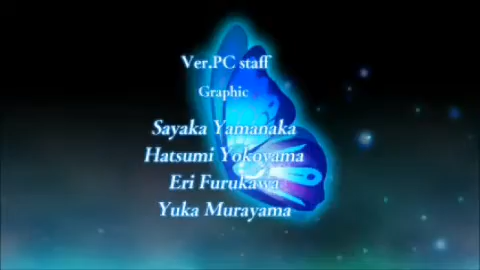 Ver.PC staff
Graphic
Sayaka Yamanaka
Hatsumi Yokoyama
Eri Furukawa
Yuka Murayama